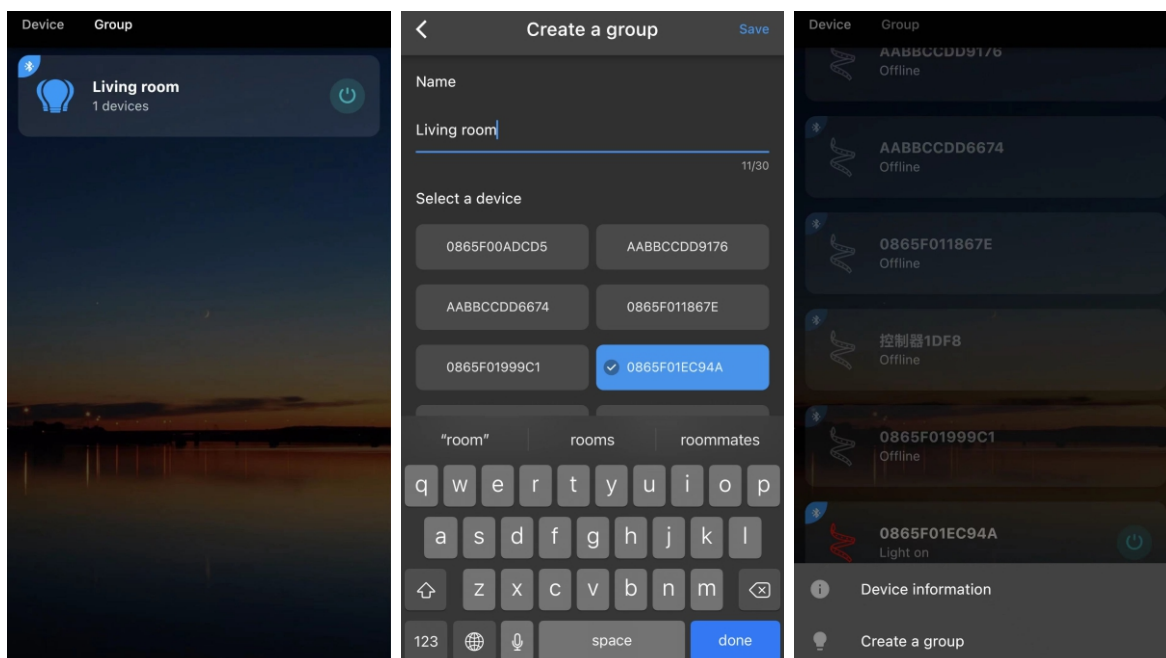 Device Group
Living room
1 devices
Create a group
Save
Name
Living room
11/30
Select a device
0865F00ADCD5
AABBCCDD9176
AABBCCDD6674
0865F011867E
0865F01999C1
0865F01EC94A
"room"
rooms
roommates
q w e r t y u i o p
a s d f g h j k l
z x c v b n m
123
space
done
Device Group
AABBCCDD9176
Offline
AABBCCDD6674
Offline
0865F011867E
Offline
控制器1DF8
Offline
0865F01999C1
Offline
0865F01EC94A
Light on
Device information
Create a group